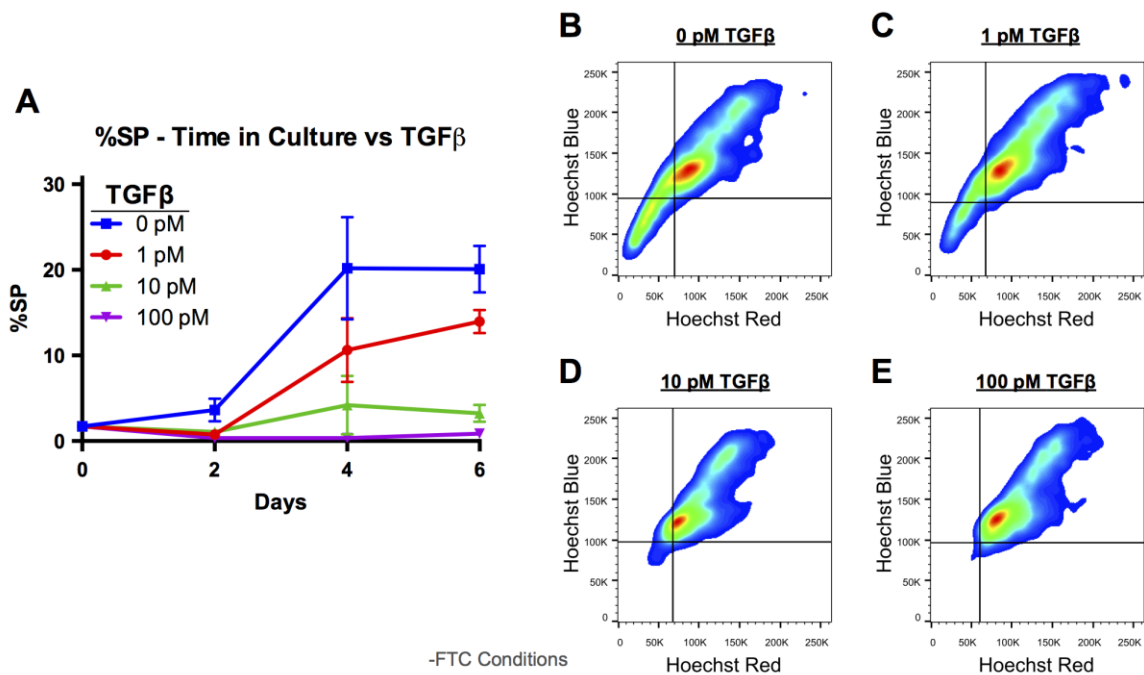 A
%SP - Time in Culture vs TGFβ
30
20
10
0
%SP
TGFβ
0 pM
1 pM
10 pM
100 pM
0 2 4 6
Days
B
0 pM TGFβ
250K
200K
150K
100K
50K
0
Hoechst Blue
0 50K 100K 150K 200K 250K
Hoechst Red
C
1 pM TGFβ
250K
200K
150K
100K
50K
0
Hoechst Blue
0 50K 100K 150K 200K 250K
Hoechst Red
D
10 pM TGFβ
250K
200K
150K
100K
50K
0
Hoechst Blue
0 50K 100K 150K 200K 250K
Hoechst Red
E
100 pM TGFβ
250K
200K
150K
100K
50K
0
Hoechst Blue
0 50K 100K 150K 200K 250K
Hoechst Red
-FTC Conditions